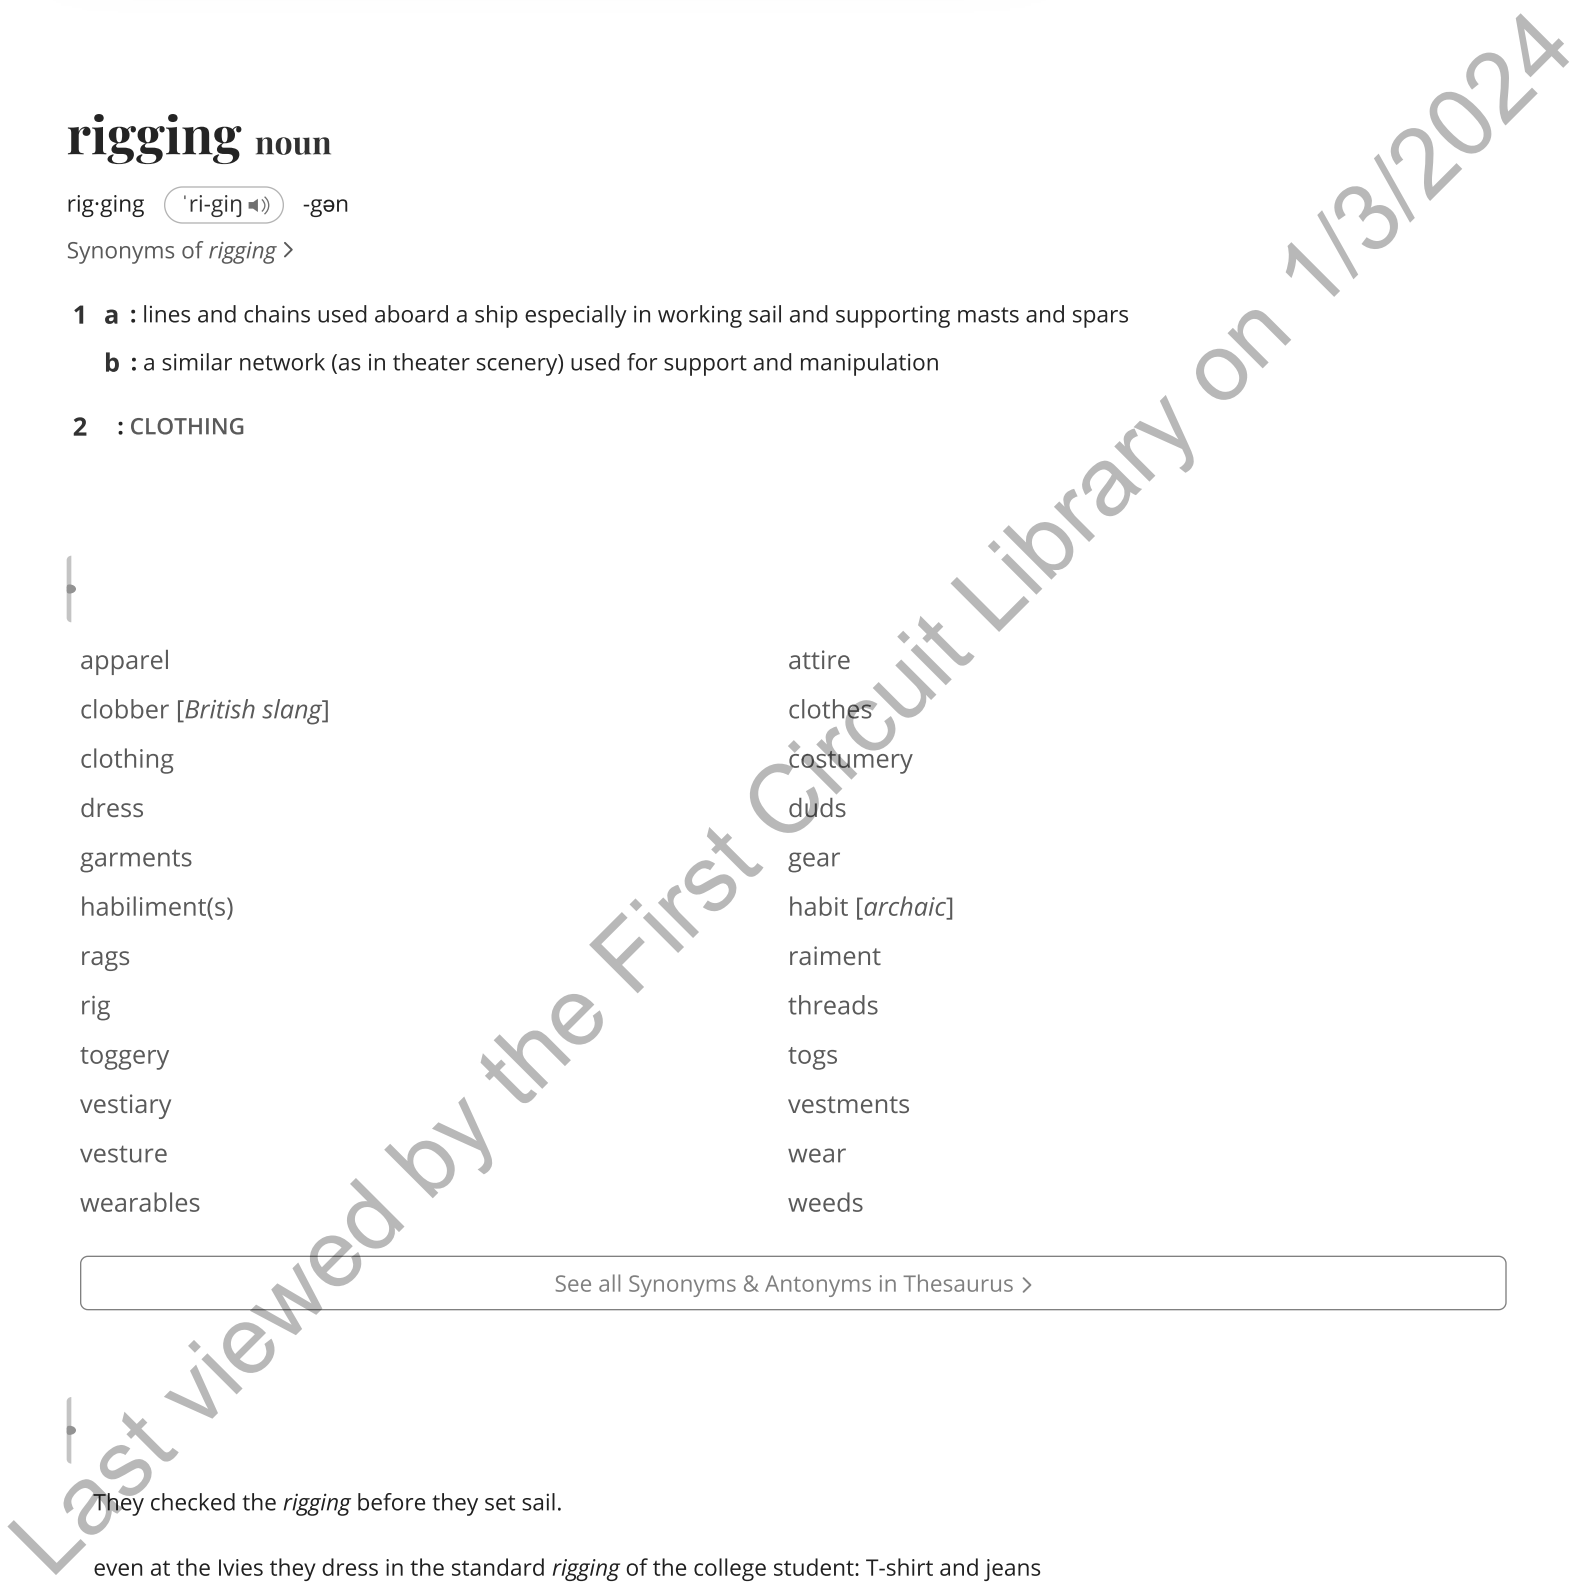 rigging noun
rig·ging ˈri-giŋ -gən
Synonyms of rigging
1 a : lines and chains used aboard a ship especially in working sail and supporting masts and spars
b : a similar network (as in theater scenery) used for support and manipulation
2 : CLOTHING
apparel attire
clobber [British slang] clothes
clothing costumery
dress duds
garments gear
habiliment(s) habit [archaic]
rags raiment
rig threads
toggery togs
vestiary vestments
vesture wear
wearables weeds
See all Synonyms & Antonyms in Thesaurus
They checked the rigging before they set sail.
even at the Ivies they dress in the standard rigging of the college student: T-shirt and jeans
Last viewed by the First Circuit Library on 1/3/2024